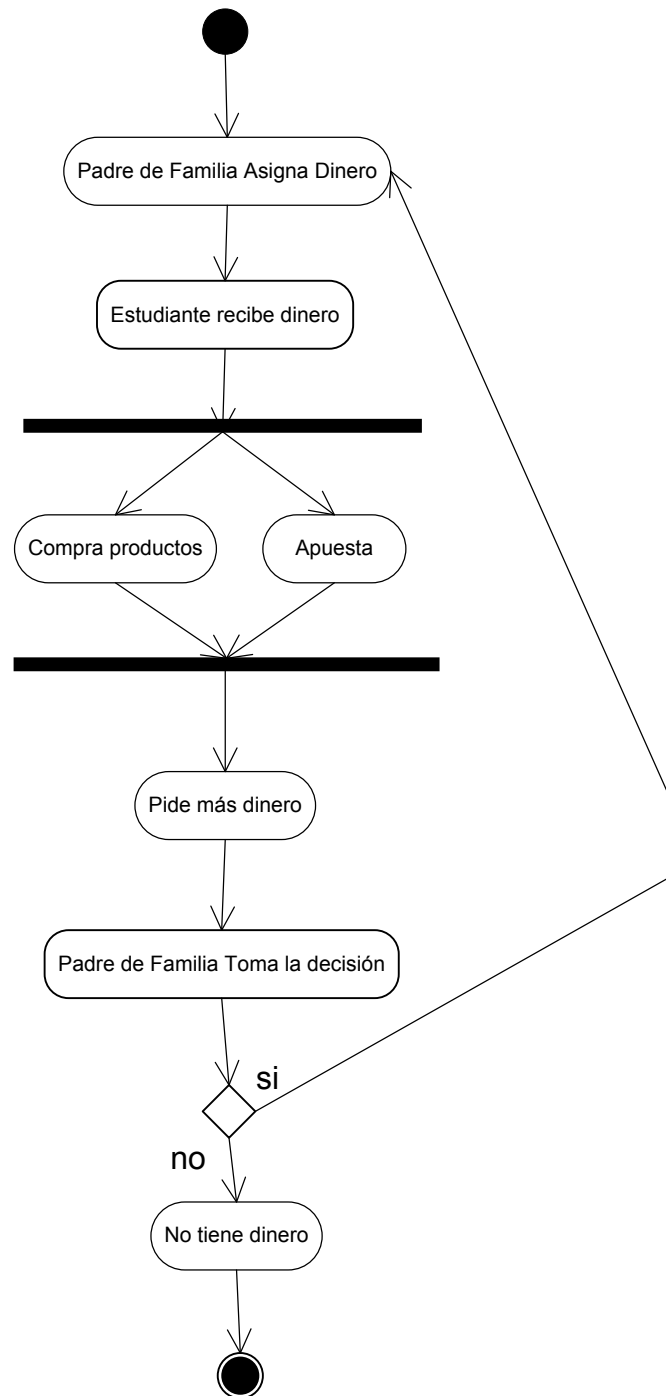 Padre de Familia Asigna Dinero
Estudiante recibe dinero
Compra productos
Apuesta
Pide más dinero
Padre de Familia Toma la decisión
si
no
No tiene dinero